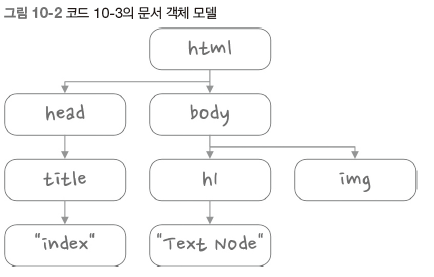 그림 10-2 코드 10-3의 문서 객체 모델
html
head
body
title
h1
img
"index"
"Text Node"